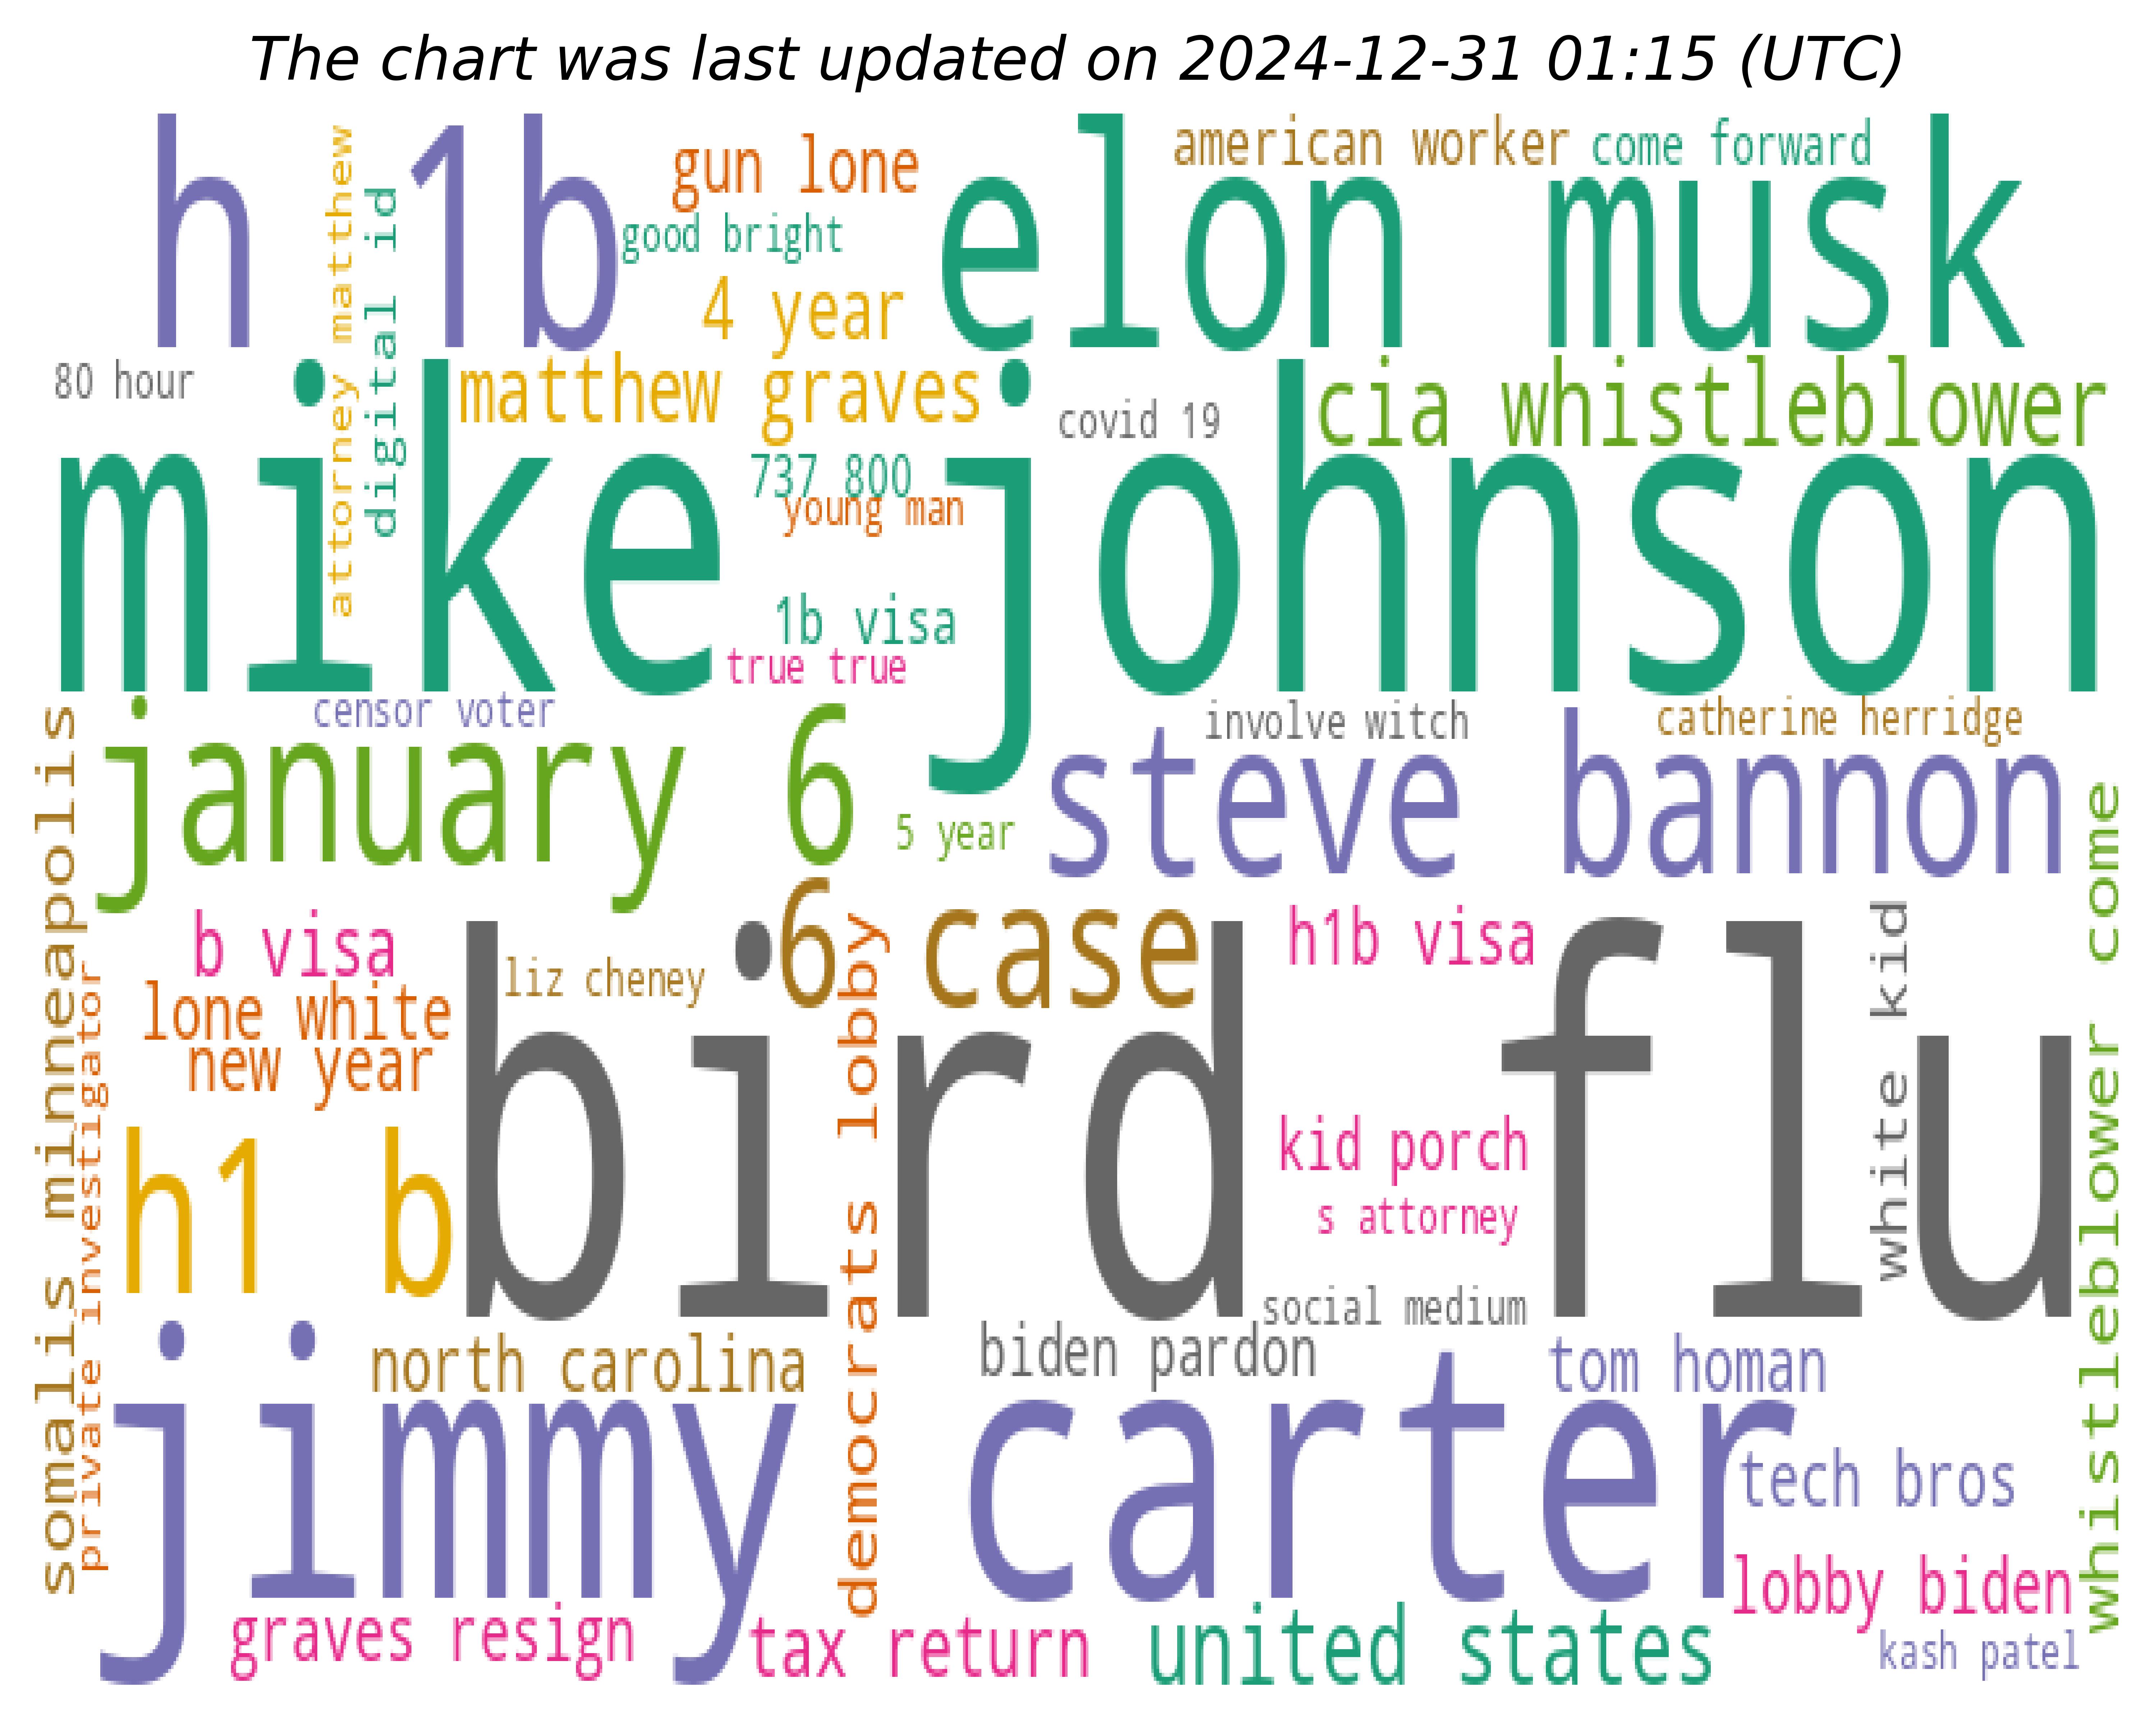 The chart was last updated on 2024-12-31 01:15 (UTC)
h 1b
attorney matthew
digital id
gun lone
good bright
4 year
elon musk
american worker
come forward
80 hour
matthew graves
covid 19
cia whistleblower
mike johnson
737 800
young man
1b visa
true true
censor voter
involve witch
catherine herridge
somalis minneapolis
january 6
5 year
steve bannon
whistleblower come
b visa
private investigator
lone white
new year
liz cheney
6 case
democrats lobby
h1b visa
white kid
bird flu
h1 b
kid porch
s attorney
social medium
north carolina
biden pardon
tom homan
jimmy carter
tech bros
lobby biden
graves resign
tax return
united states
kash patel